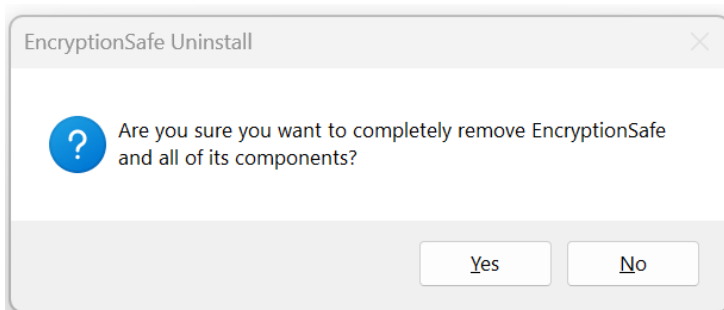 EncryptionSafe Uninstall
?
Are you sure you want to completely remove EncryptionSafe
and all of its components?
Yes
No